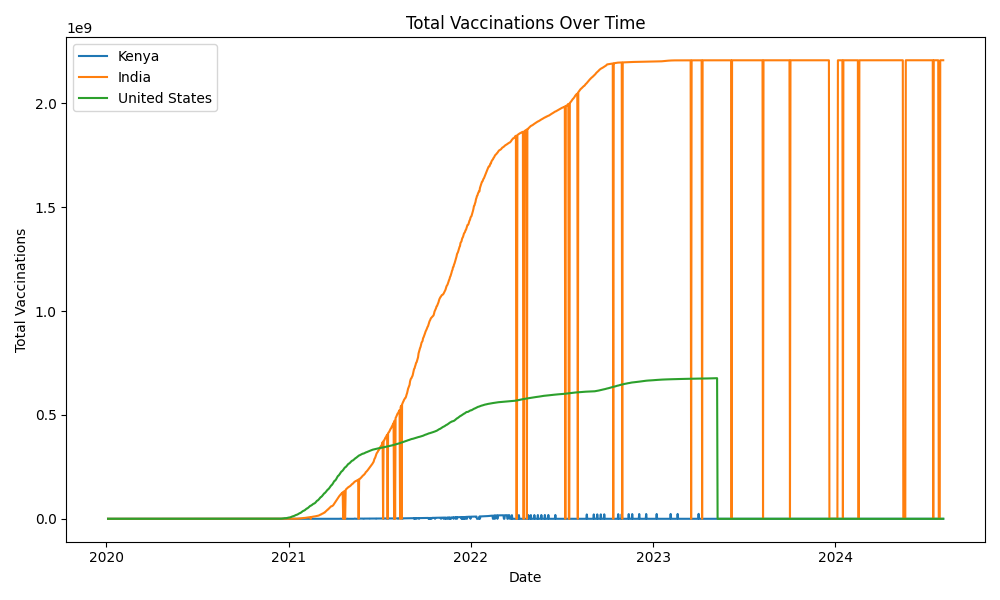 Total Vaccinations Over Time
1e9
Kenya
India
United States
2.0
1.5
1.0
0.5
0.0
Total Vaccinations
2020 2021 2022 2023 2024
Date